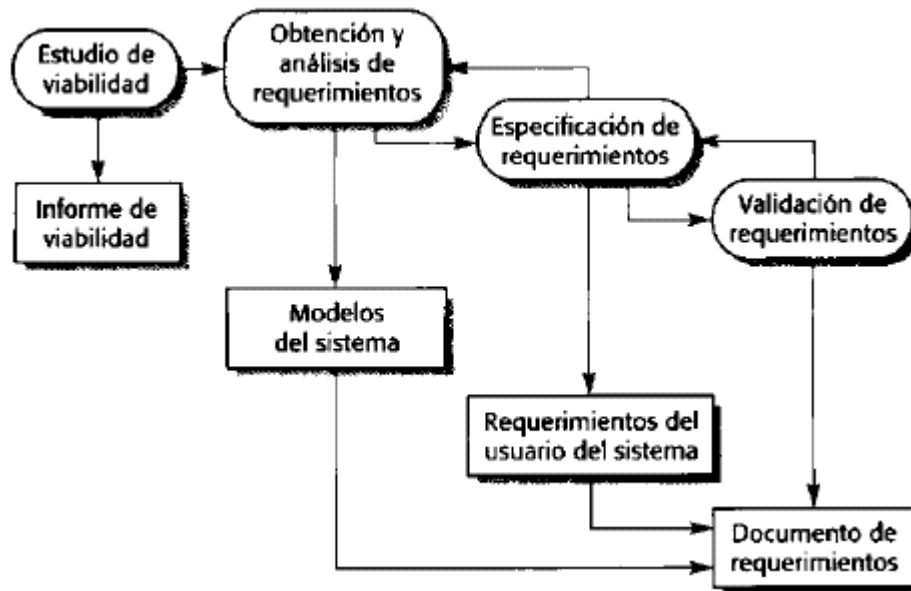 Estudio de
viabilidad
Obtención y
análisis de
requerimientos
Especificación de
requerimientos
Validación de
requerimientos
Informe de
viabilidad
Modelos
del sistema
Requerimientos del
usuario del sistema
Documento de
requerimientos